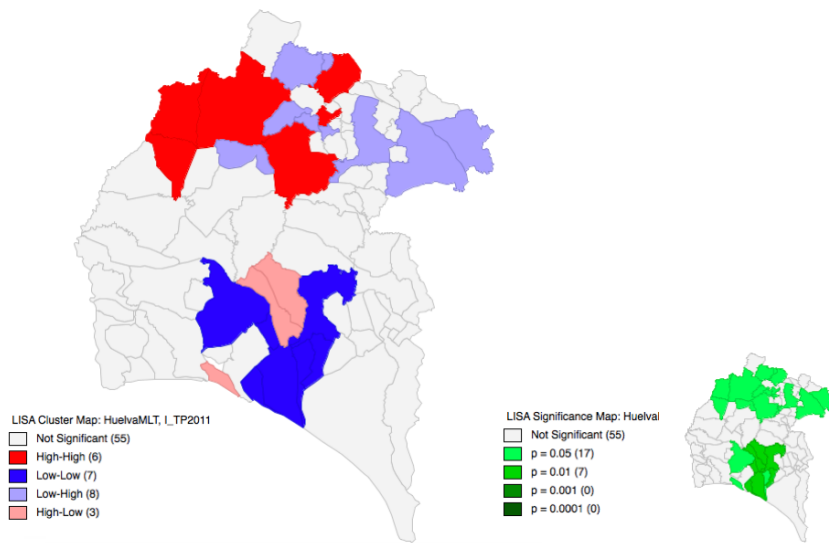 LISA Cluster Map: HuelvaMLT, I_TP2011
Not Significant (55)
High-High (6)
Low-Low (7)
Low-High (8)
High-Low (3)
LISA Significance Map: Huelval
Not Significant (55)
p = 0.05 (17)
p = 0.01 (7)
p = 0.001 (0)
p = 0.0001 (0)